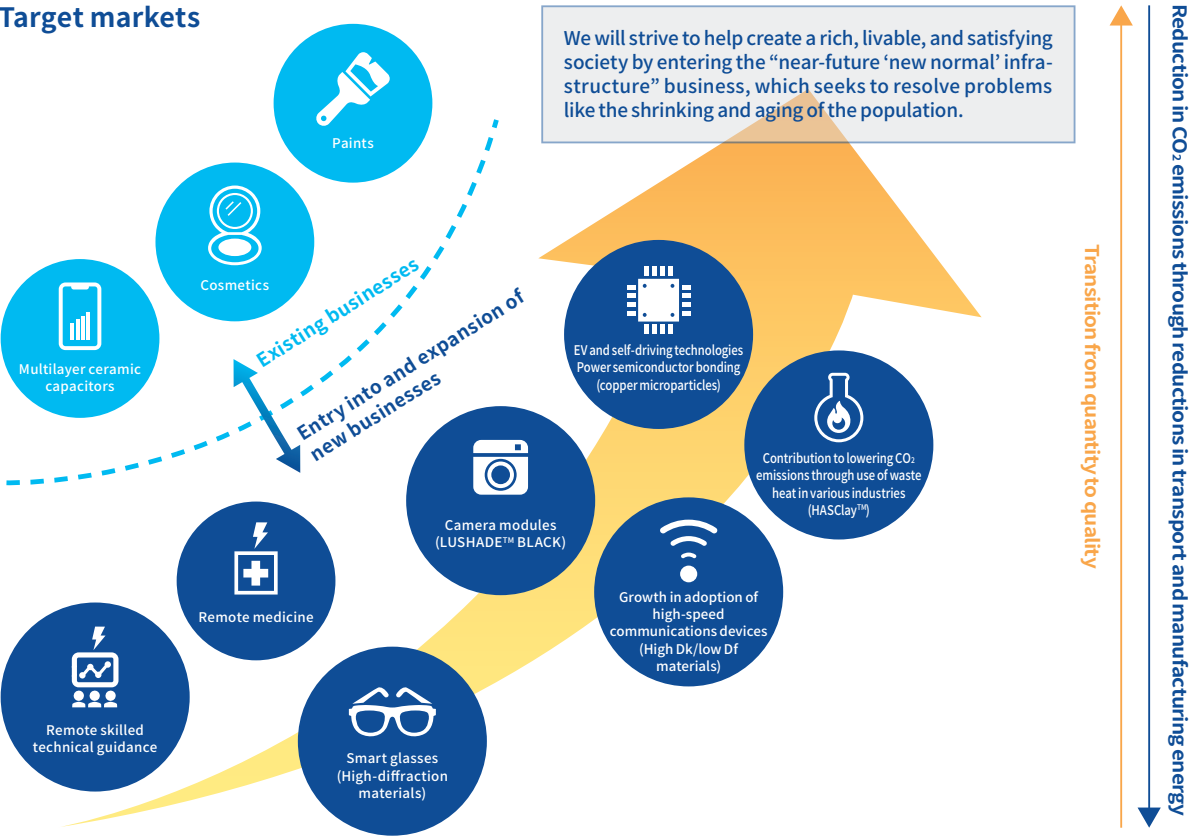 Target markets
We will strive to help create a rich, livable, and satisfying
society by entering the “near-future ‘new normal’ infra-
structure” business, which seeks to resolve problems
like the shrinking and aging of the population.
Paints
Cosmetics
Multilayer ceramic
capacitors
Existing businesses
Entry into and expansion of
new businesses
EV and self-driving technologies
Power semiconductor bonding
(copper microparticles)
Contribution to lowering CO₂
emissions through use of waste
heat in various industries
(HASClay™)
Camera modules
(LUSHADE™ BLACK)
Growth in adoption of
high-speed
communications devices
(High Dk/low Df
materials)
Remote medicine
Remote skilled
technical guidance
Smart glasses
(High-diffraction
materials)
Transition from quantity to quality
Reduction in CO₂ emissions through reductions in transport and manufacturing energy